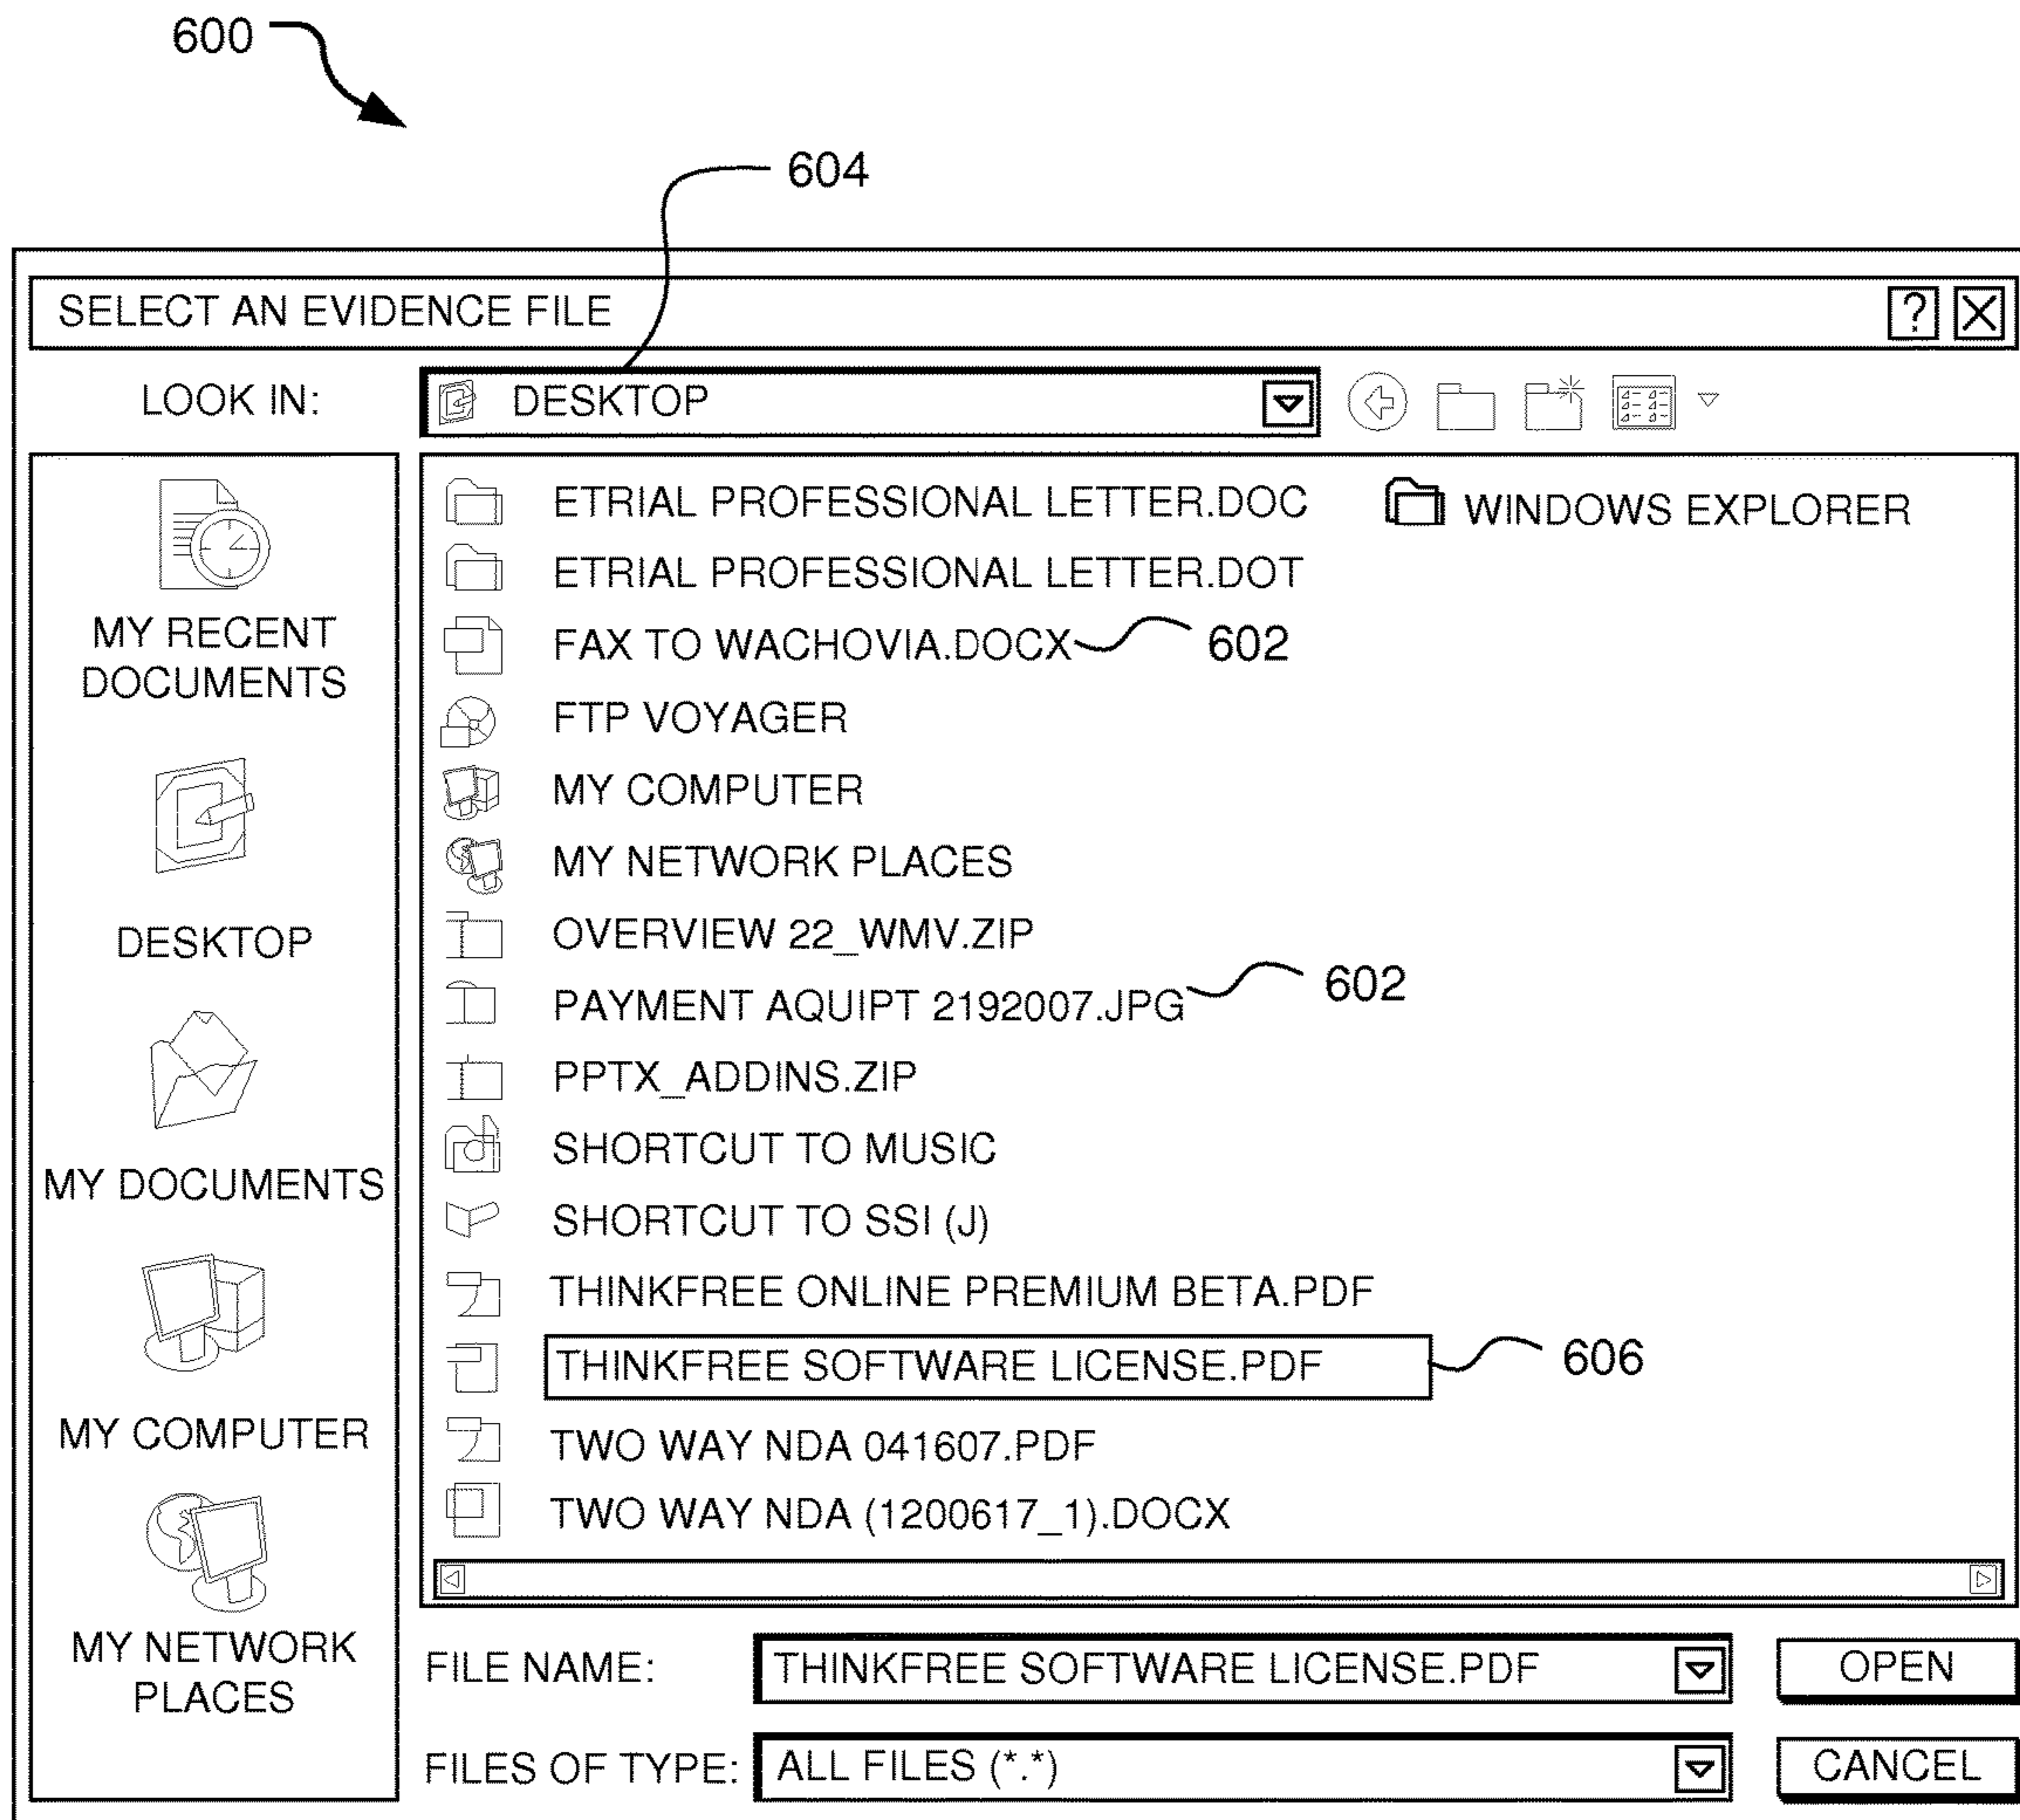 600
604
SELECT AN EVIDENCE FILE ? X
LOOK IN: DESKTOP
MY RECENT
DOCUMENTS
DESKTOP
MY DOCUMENTS
MY COMPUTER
MY NETWORK
PLACES
ETRIAL PROFESSIONAL LETTER.DOC
ETRIAL PROFESSIONAL LETTER.DOT
FAX TO WACHOVIA.DOCX 602
FTP VOYAGER
MY COMPUTER
MY NETWORK PLACES
OVERVIEW 22_WMV.ZIP
PAYMENT AQUIPT 2192007.JPG 602
PPTX_ADDINS.ZIP
SHORTCUT TO MUSIC
SHORTCUT TO SSI (J)
THINKFREE ONLINE PREMIUM BETA.PDF
THINKFREE SOFTWARE LICENSE.PDF 606
TWO WAY NDA 041607.PDF
TWO WAY NDA (1200617_1).DOCX
WINDOWS EXPLORER
FILE NAME: THINKFREE SOFTWARE LICENSE.PDF OPEN
FILES OF TYPE: ALL FILES (*.*) CANCEL